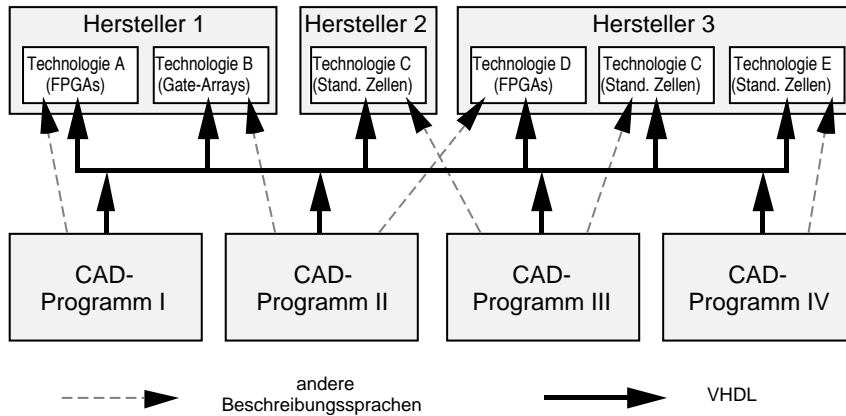 Hersteller 1
Hersteller 2
Hersteller 3
Technologie A
(FPGAs)
Technologie B
(Gate-Arrays)
Technologie C
(Stand. Zellen)
Technologie D
(FPGAs)
Technologie C
(Stand. Zellen)
Technologie E
(Stand. Zellen)
CAD-
Programm I
CAD-
Programm II
CAD-
Programm III
CAD-
Programm IV
andere
Beschreibungssprachen
VHDL